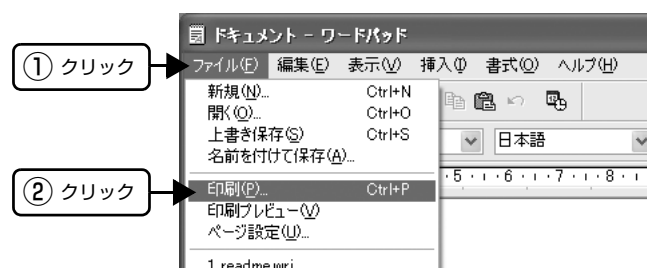 ドキュメント - ワードパッド
① クリック
ファイル(F) 編集(E) 表示(V) 挿入(I) 書式(O) ヘルプ(H)
新規(N)... Ctrl+N
開く(O)... Ctrl+O
上書き保存(S) Ctrl+S
名前を付けて保存(A)...
日本語
・5・ı・6・ı・7・ı・8・ı
② クリック
印刷(P)... Ctrl+P
印刷プレビュー(V)
ページ設定(U)...
1 readme.wri